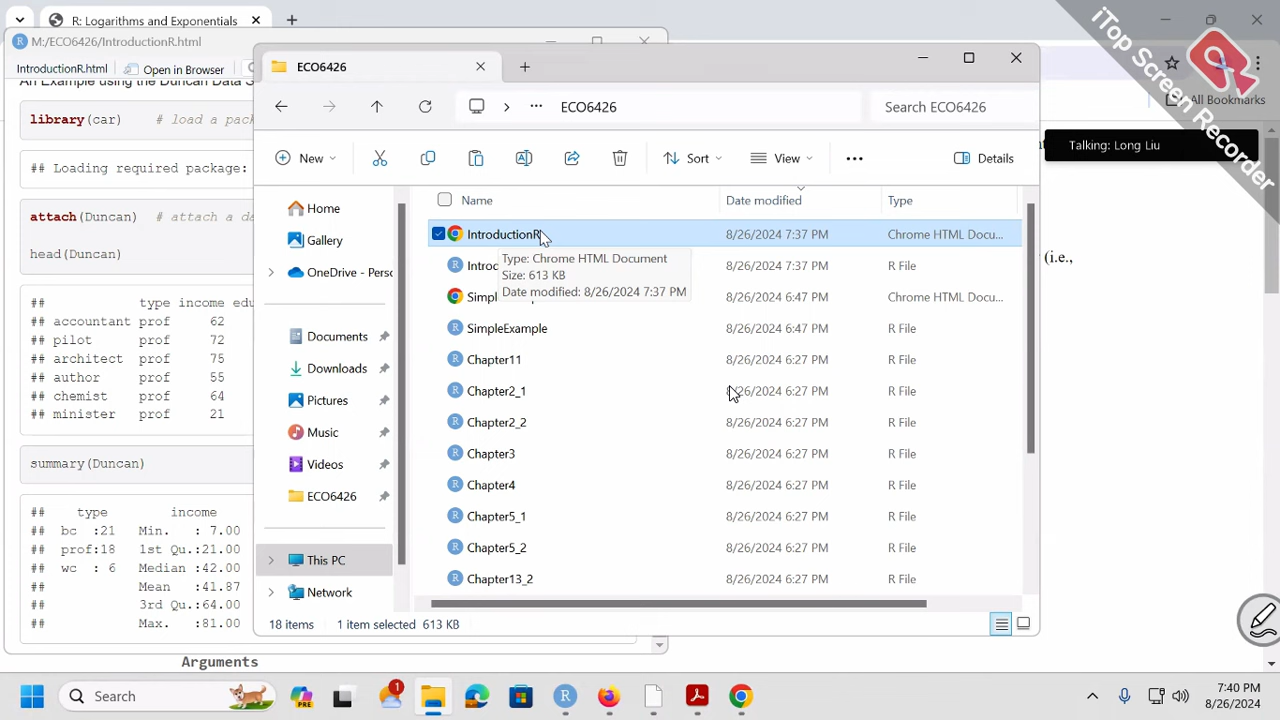 R: Logarithms and Exponentials
M:/ECO6426/IntroductionR.html
IntroductionR.html
Open in Browser
An Example using the Duncan Data S
library(car) # load a pack
## Loading required package:
attach(Duncan) # attach a da
head(Duncan)
## type income edu
## accountant prof 62
## pilot prof 72
## architect prof 75
## author prof 55
## chemist prof 64
## minister prof 21
summary(Duncan)
## type income
## bc :21 Min. : 7.00
## prof:18 1st Qu.:21.00
## wc : 6 Median :42.00
## Mean :41.87
## 3rd Qu.:64.00
## Max. :81.00
Arguments
ECO6426
ECO6426
Search ECO6426
New
Sort
View
Details
Home
Gallery
OneDrive - Perso
Documents
Downloads
Pictures
Music
Videos
ECO6426
This PC
Network
Name Date modified Type
IntroductionR 8/26/2024 7:37 PM Chrome HTML Docu...
Introc 8/26/2024 7:37 PM R File
Simpl 8/26/2024 6:47 PM Chrome HTML Docu...
SimpleExample 8/26/2024 6:47 PM R File
Chapter11 8/26/2024 6:27 PM R File
Chapter2_1 8/26/2024 6:27 PM R File
Chapter2_2 8/26/2024 6:27 PM R File
Chapter3 8/26/2024 6:27 PM R File
Chapter4 8/26/2024 6:27 PM R File
Chapter5_1 8/26/2024 6:27 PM R File
Chapter5_2 8/26/2024 6:27 PM R File
Chapter13_2 8/26/2024 6:27 PM R File
Type: Chrome HTML Document
Size: 613 KB
Date modified: 8/26/2024 7:37 PM
18 items 1 item selected 613 KB
All Bookmarks
iTop Screen Recorder
Talking: Long Liu
(i.e.,
Search
PRE
1
7:40 PM
8/26/2024